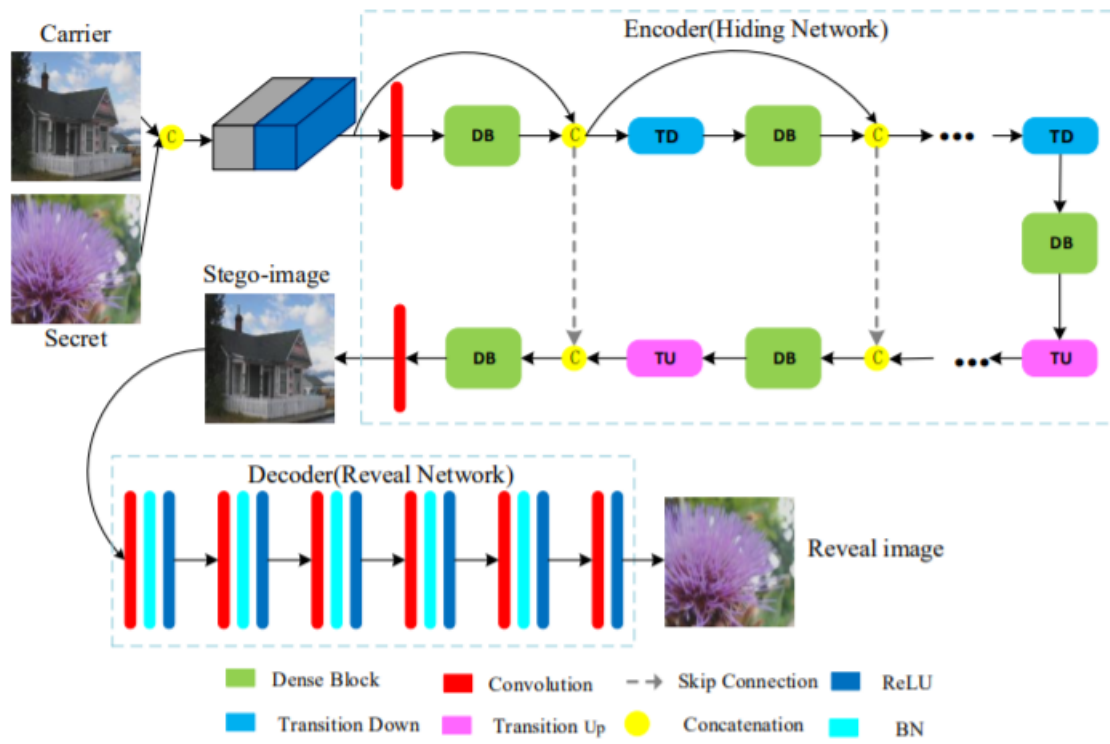 Carrier
Encoder(Hiding Network)
C
DB
C
TD
DB
C
TD
DB
Secret
Stego-image
DB
C
TU
DB
C
TU
Decoder(Reveal Network)
Reveal image
Dense Block
Convolution
Skip Connection
ReLU
Transition Down
Transition Up
Concatenation
BN